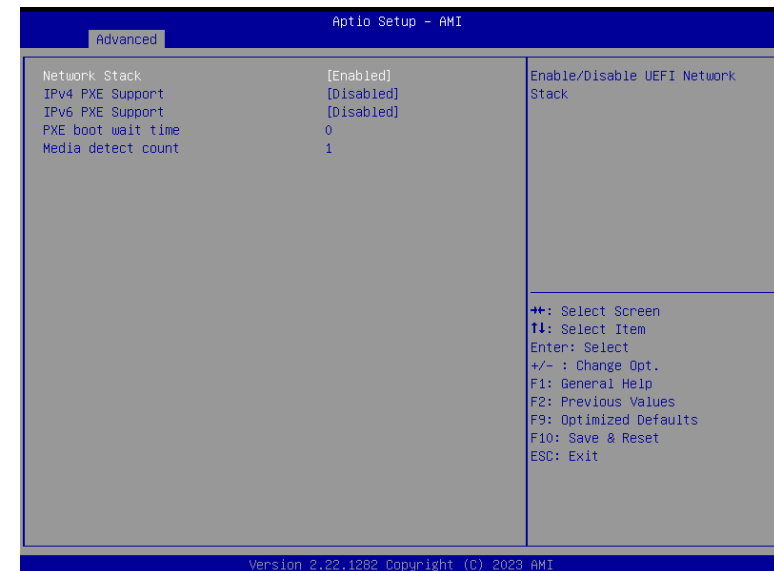 Aptio Setup – AMI
Advanced
Network Stack [Enabled]
IPv4 PXE Support [Disabled]
IPv6 PXE Support [Disabled]
PXE boot wait time 0
Media detect count 1
Enable/Disable UEFI Network
Stack
→←: Select Screen
↑↓: Select Item
Enter: Select
+/- : Change Opt.
F1: General Help
F2: Previous Values
F9: Optimized Defaults
F10: Save & Reset
ESC: Exit
Version 2.22.1282 Copyright (C) 2023 AMI